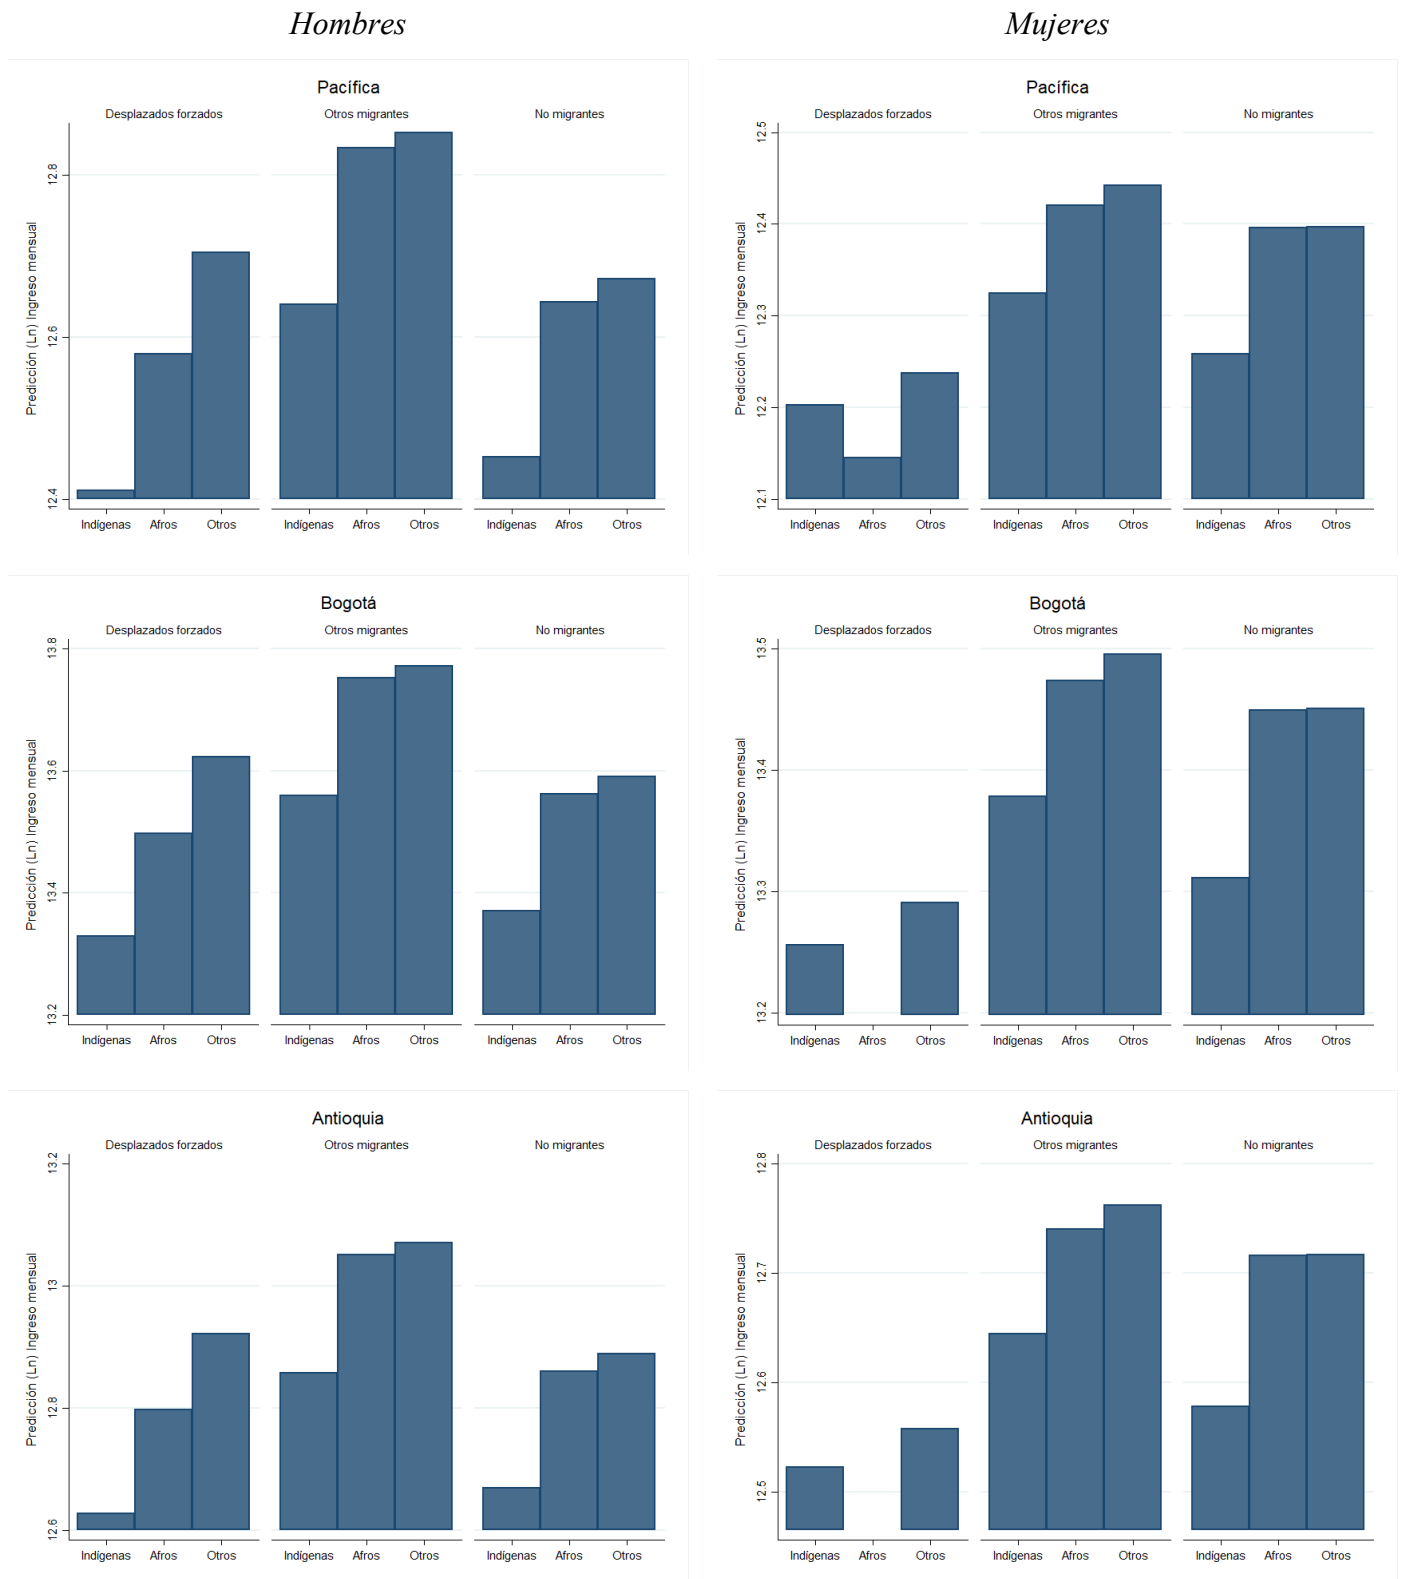 Hombres
Mujeres
Pacífica
Desplazados forzados Otros migrantes No migrantes
Predicción (Ln) Ingreso mensual
12.8
12.6
12.4
Indígenas Afros Otros Indígenas Afros Otros Indígenas Afros Otros
Pacífica
Desplazados forzados Otros migrantes No migrantes
Predicción (Ln) Ingreso mensual
12.5
12.4
12.3
12.2
12.1
Indígenas Afros Otros Indígenas Afros Otros Indígenas Afros Otros
Bogotá
Desplazados forzados Otros migrantes No migrantes
Predicción (Ln) Ingreso mensual
13.8
13.6
13.4
13.2
Indígenas Afros Otros Indígenas Afros Otros Indígenas Afros Otros
Bogotá
Desplazados forzados Otros migrantes No migrantes
Predicción (Ln) Ingreso mensual
13.5
13.4
13.3
13.2
Indígenas Afros Otros Indígenas Afros Otros Indígenas Afros Otros
Antioquia
Desplazados forzados Otros migrantes No migrantes
Predicción (Ln) Ingreso mensual
13.2
13
12.8
12.6
Indígenas Afros Otros Indígenas Afros Otros Indígenas Afros Otros
Antioquia
Desplazados forzados Otros migrantes No migrantes
Predicción (Ln) Ingreso mensual
12.8
12.7
12.6
12.5
Indígenas Afros Otros Indígenas Afros Otros Indígenas Afros Otros